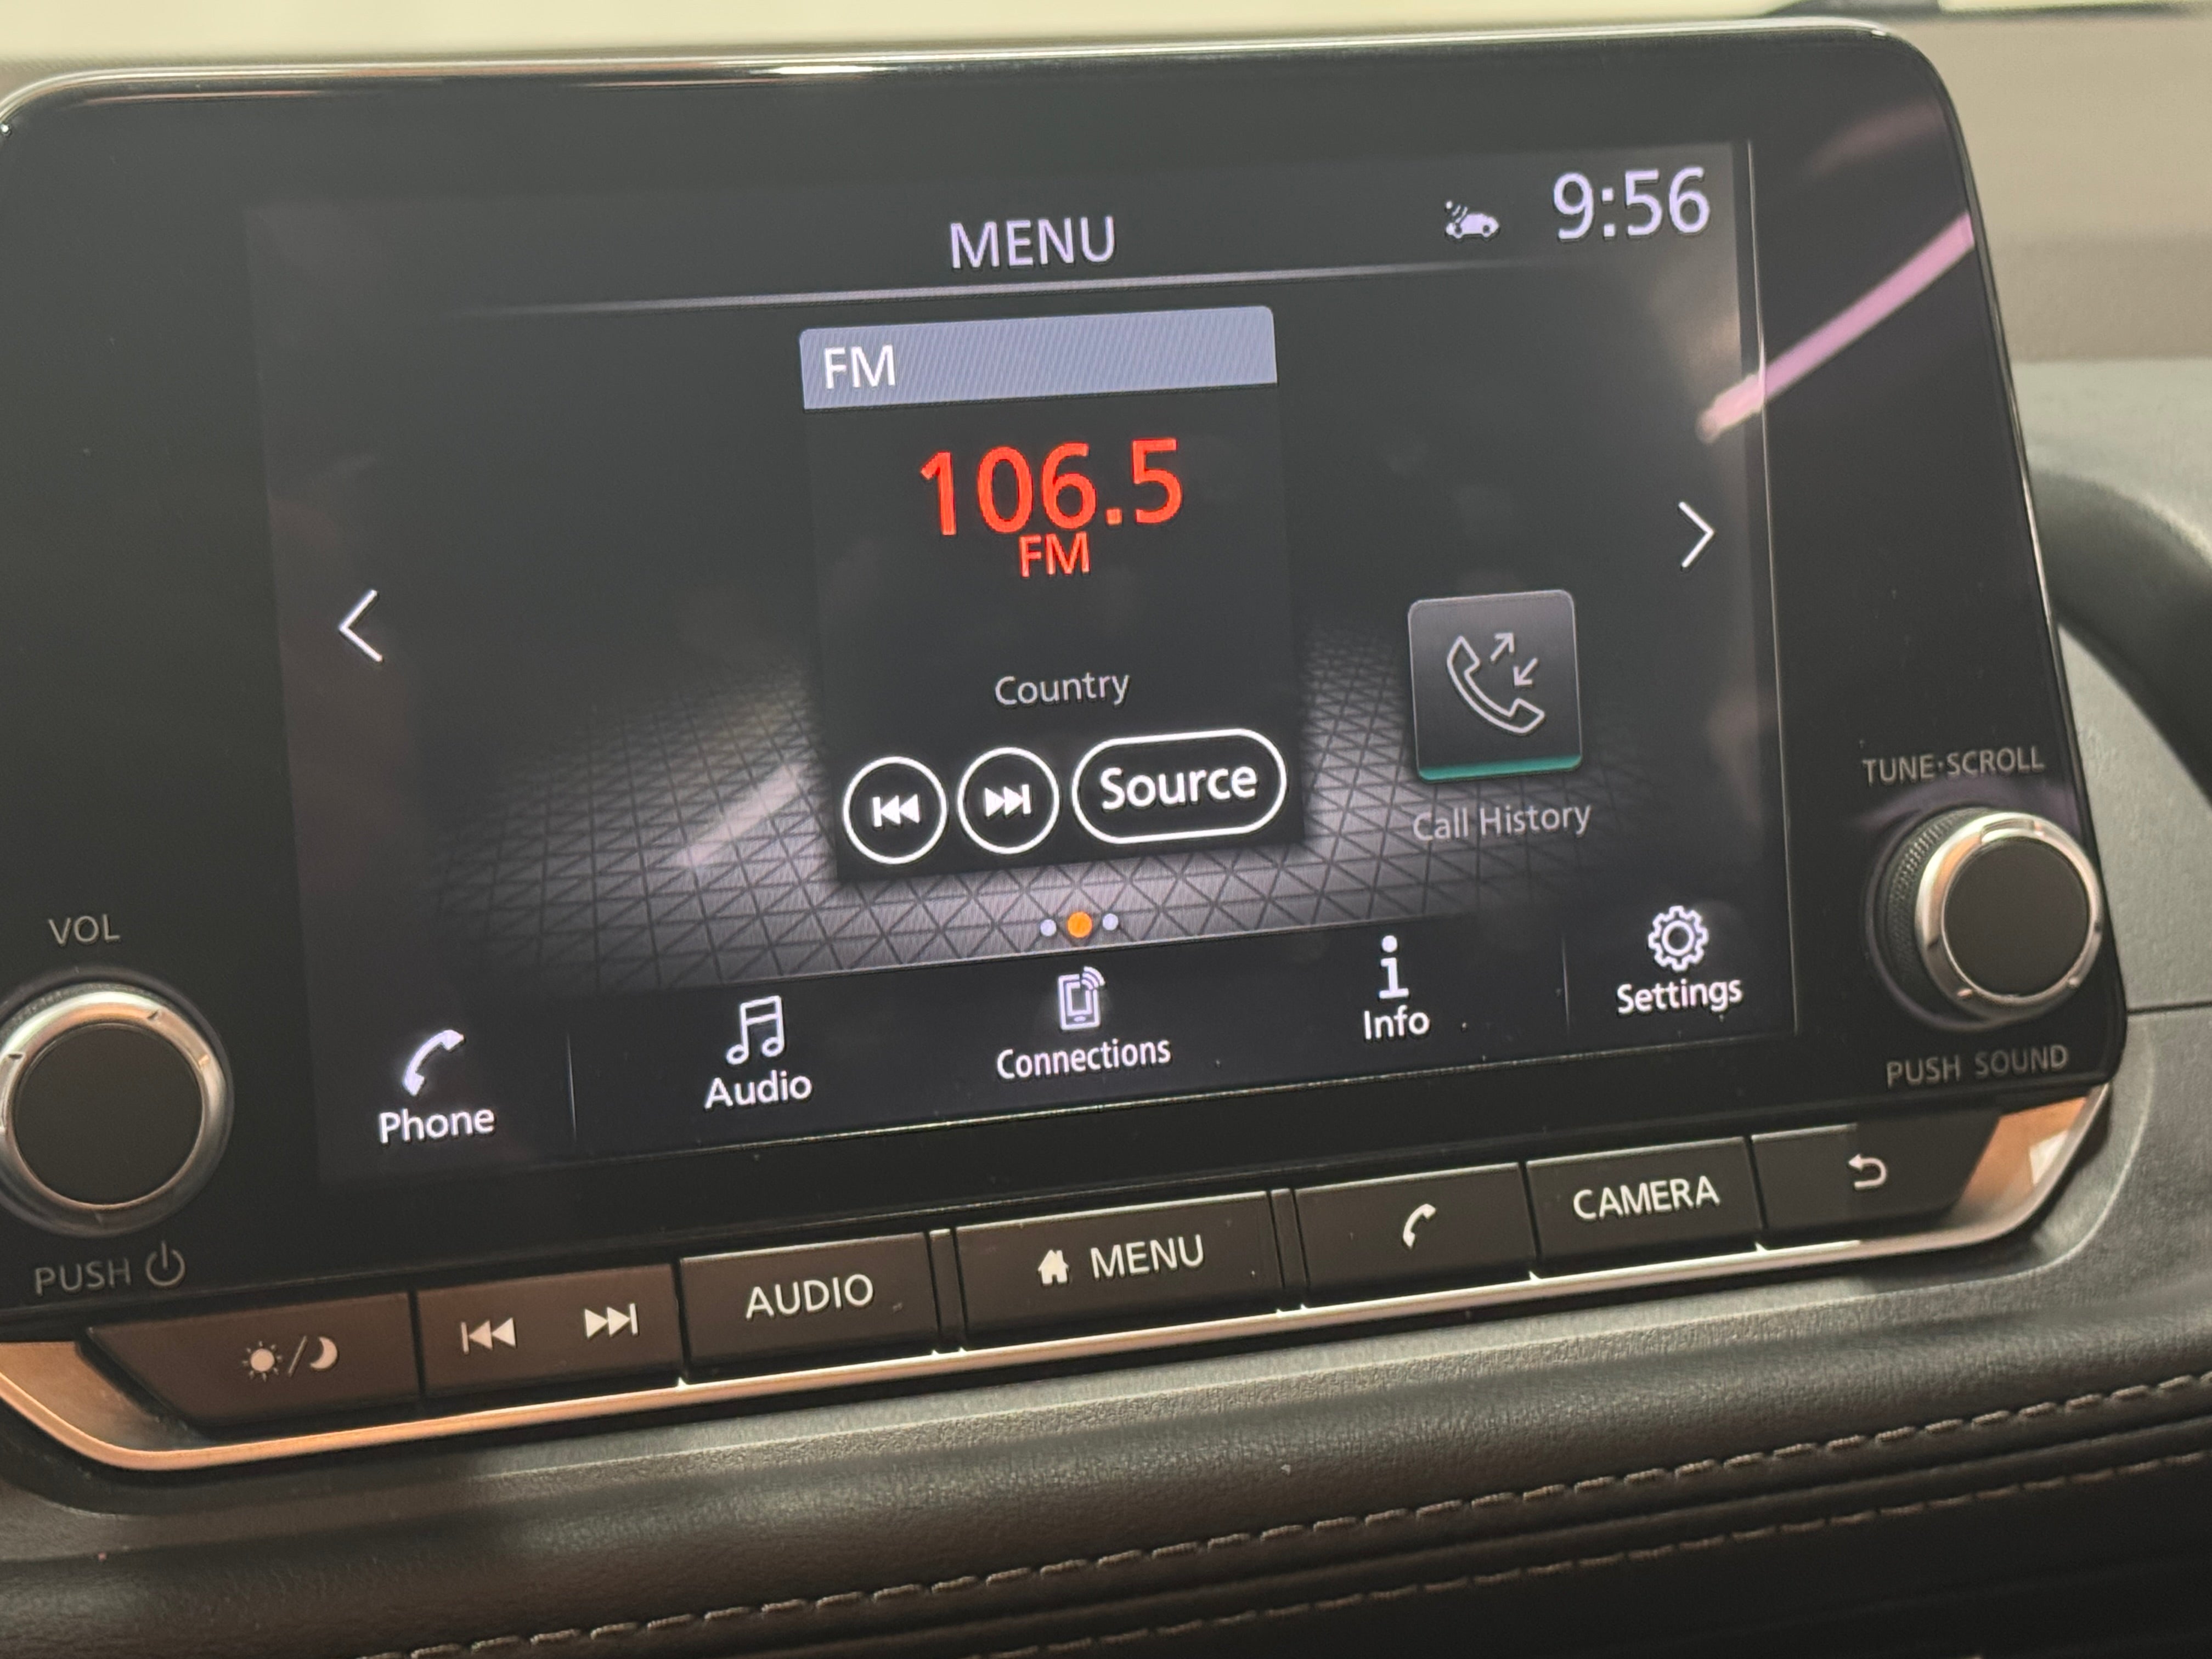 MENU
9:56
FM
106.5
FM
Country
Source
Call History
TUNE·SCROLL
VOL
Phone
Audio
Connections
Info
Settings
PUSH SOUND
PUSH
AUDIO
MENU
CAMERA